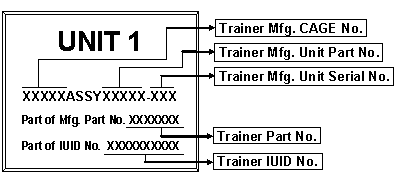 UNIT 1
Trainer Mfg. CAGE No.
Trainer Mfg. Unit Part No.
Trainer Mfg. Unit Serial No.
XXXXXASSYXXXXX-XXX
Part of Mfg. Part No. XXXXXXX
Trainer Part No.
Part of IUID No. XXXXXXXXXX
Trainer IUID No.